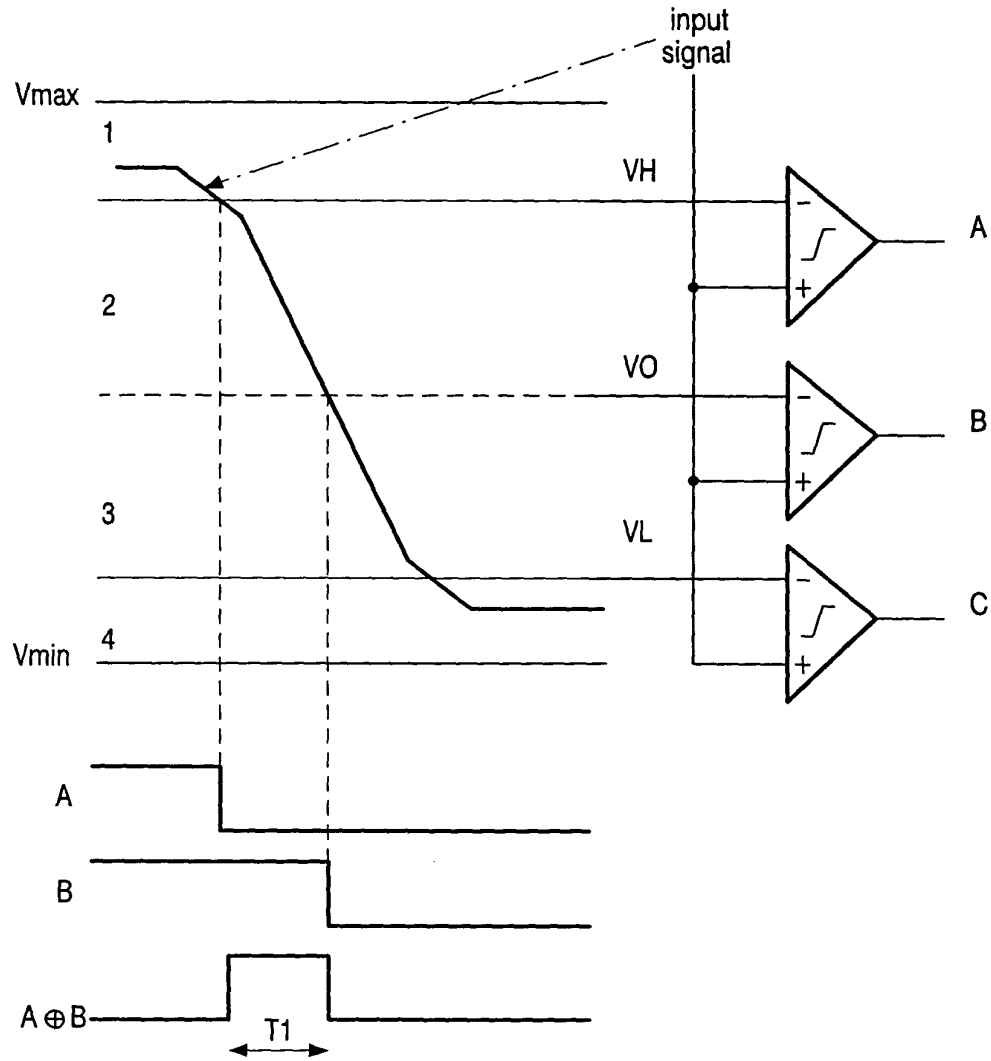 input
signal
Vmax
1
VH
-
A
2
+
VO
-
B
+
3
VL
-
C
4
Vmin
+
A
B
A ⊕ B
T1